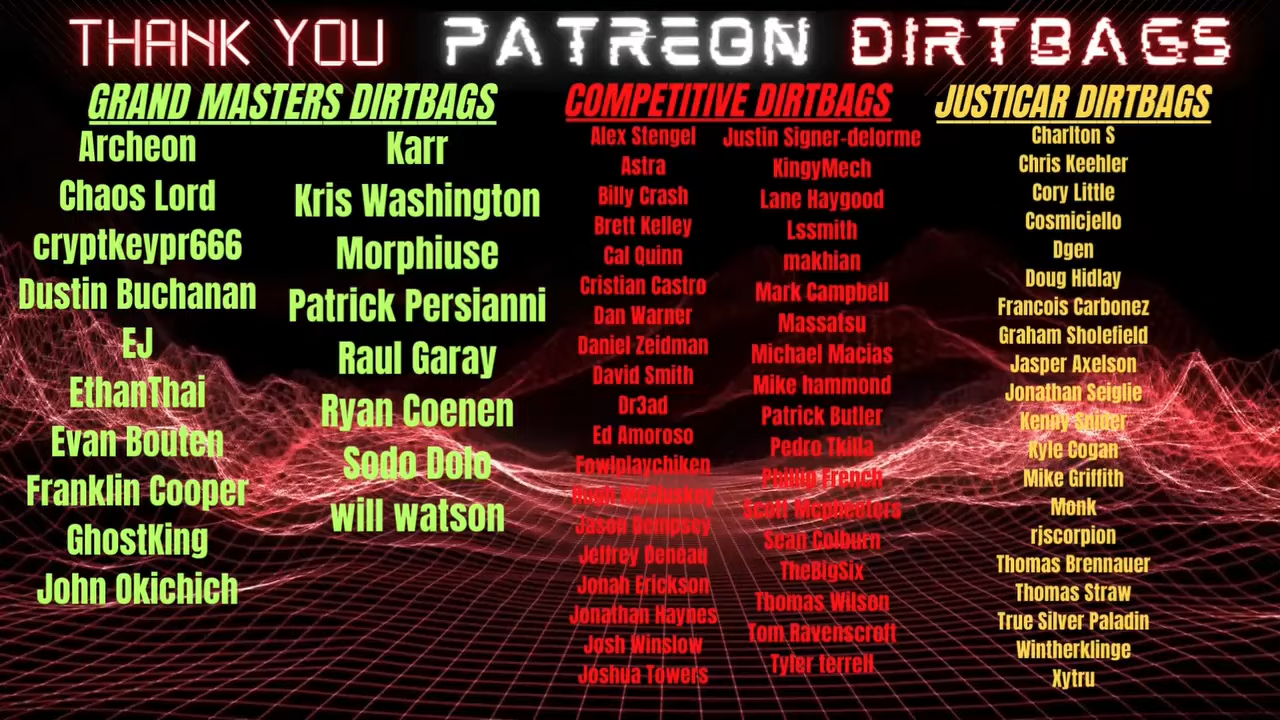 THANK YOU PATREON DIRTBAGS
GRAND MASTERS DIRTBAGS
Archeon
Chaos Lord
cryptkeypr666
Dustin Buchanan
EJ
EthanThai
Evan Bouten
Franklin Cooper
GhostKing
John Okichich
Karr
Kris Washington
Morphiuse
Patrick Persianni
Raul Garay
Ryan Coenen
Sodo Dolo
will watson
COMPETITIVE DIRTBAGS
Alex Stengel
Astra
Billy Crash
Brett Kelley
Cal Quinn
Cristian Castro
Dan Warner
Daniel Zeidman
David Smith
Dr3ad
Ed Amoroso
Fowlplaychiken
Hugh McCluskey
Jason Dempsey
Jeffrey Deneau
Jonah Erickson
Jonathan Haynes
Josh Winslow
Joshua Towers
Justin Signer-delorme
KingyMech
Lane Haygood
Lssmith
makhian
Mark Campbell
Massatsu
Michael Macias
Mike hammond
Patrick Butler
Pedro Tkilla
Phillip French
Scott Mcpheeters
Sean Colburn
TheBigSix
Thomas Wilson
Tom Ravenscroft
Tyler terrell
JUSTICAR DIRTBAGS
Charlton S
Chris Keehler
Cory Little
Cosmicjello
Dgen
Doug Hidlay
Francois Carbonez
Graham Sholefield
Jasper Axelson
Jonathan Seiglie
Kenny Snider
Kyle Cogan
Mike Griffith
Monk
rjscorpion
Thomas Brennauer
Thomas Straw
True Silver Paladin
Wintherklinge
Xytru